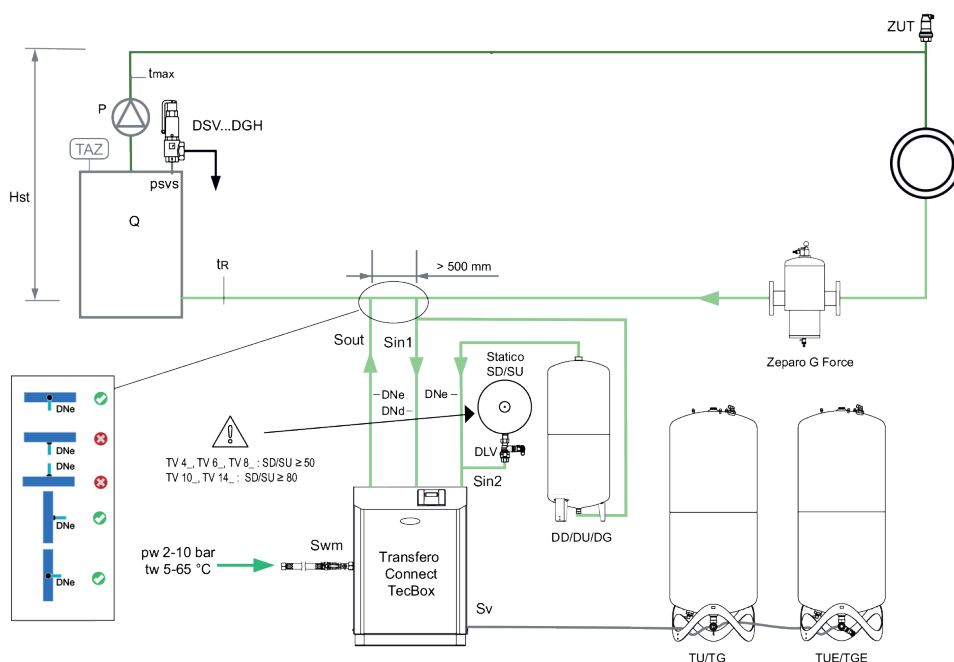 ZUT
tmax
P
DSV...DGH
TAZ
psvs
Hst
Q
tR
> 500 mm
Zeparo G Force
Sout
Sin1
Statico
SD/SU
DNe
DNe
DNd
DNe
DNe
DNe
TV 4_, TV 6_, TV 8_ : SD/SU ≥ 50
TV 10_, TV 14_ : SD/SU ≥ 80
DLV
Sin2
DNe
DD/DU/DG
DNe
pw 2-10 bar
tw 5-65 °C
Swm
Transfero
Connect
TecBox
Sv
TU/TG
TUE/TGE